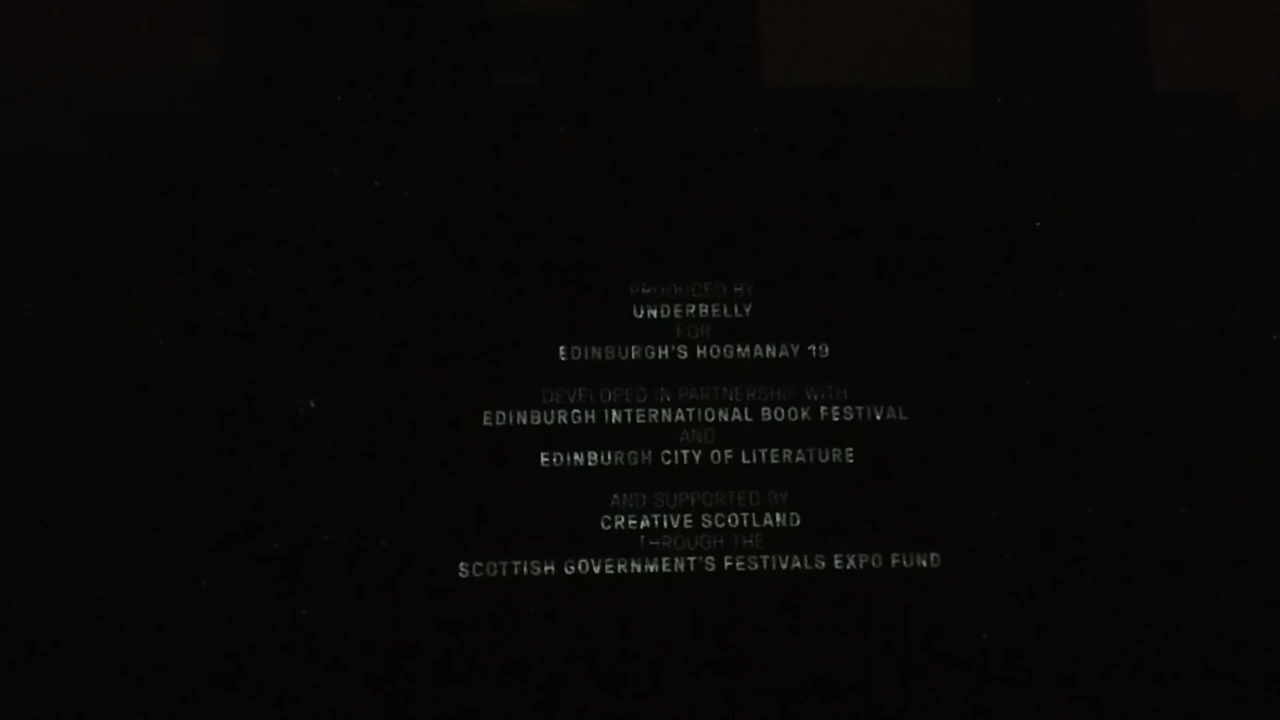 PRODUCED BY
UNDERBELLY
FOR
EDINBURGH'S HOGMANAY '19
DEVELOPED IN PARTNERSHIP WITH
EDINBURGH INTERNATIONAL BOOK FESTIVAL
AND
EDINBURGH CITY OF LITERATURE
AND SUPPORTED BY
CREATIVE SCOTLAND
THROUGH THE
SCOTTISH GOVERNMENT'S FESTIVALS EXPO FUND